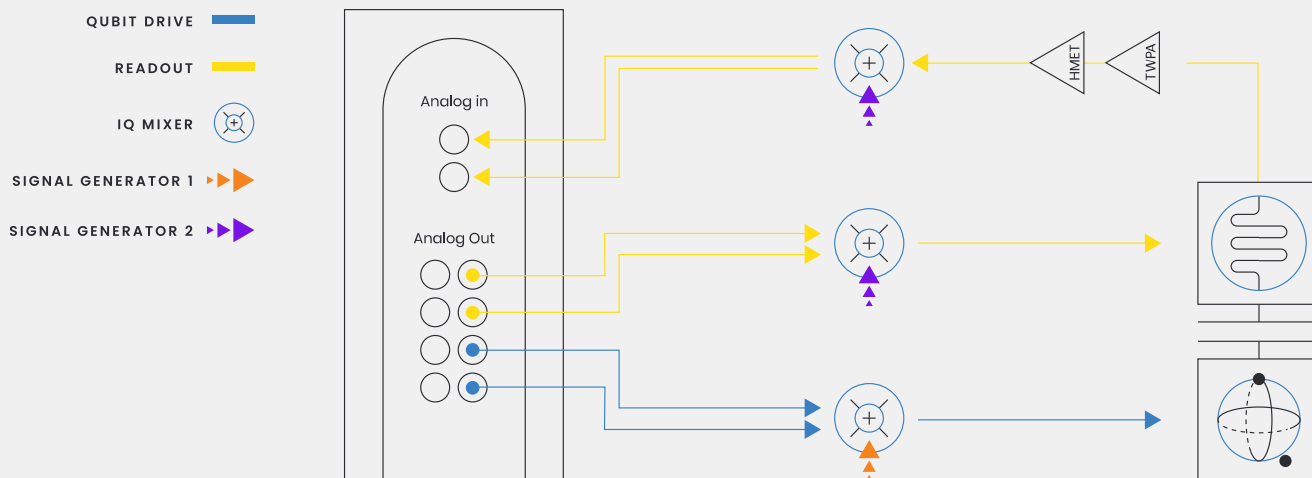 QUBIT DRIVE
READOUT
IQ MIXER
SIGNAL GENERATOR 1
SIGNAL GENERATOR 2
Analog in
Analog Out
HMET
TWPA